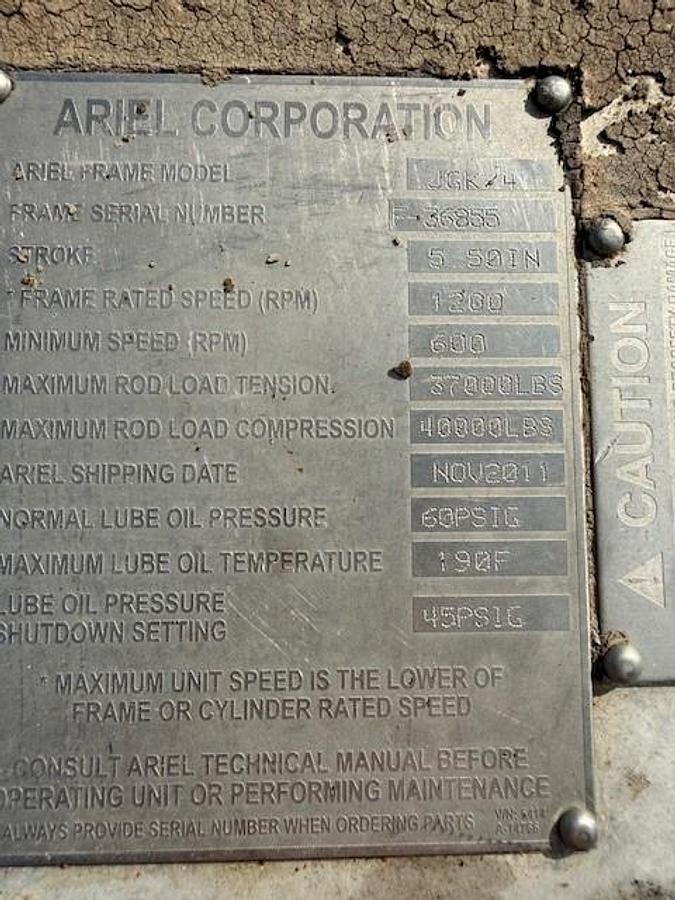 ARIEL CORPORATION
ARIEL FRAME MODEL JGK/4
FRAME SERIAL NUMBER F-36855
STROKE 5.50IN
* FRAME RATED SPEED (RPM) 1200
MINIMUM SPEED (RPM) 600
MAXIMUM ROD LOAD TENSION. 37000LBS
MAXIMUM ROD LOAD COMPRESSION 40000LBS
ARIEL SHIPPING DATE NOV2011
NORMAL LUBE OIL PRESSURE 60PSIG
MAXIMUM LUBE OIL TEMPERATURE 190F
LUBE OIL PRESSURE
SHUTDOWN SETTING 45PSIG
* MAXIMUM UNIT SPEED IS THE LOWER OF
FRAME OR CYLINDER RATED SPEED
CONSULT ARIEL TECHNICAL MANUAL BEFORE
OPERATING UNIT OR PERFORMING MAINTENANCE
ALWAYS PROVIDE SERIAL NUMBER WHEN ORDERING PARTS
CAUTION